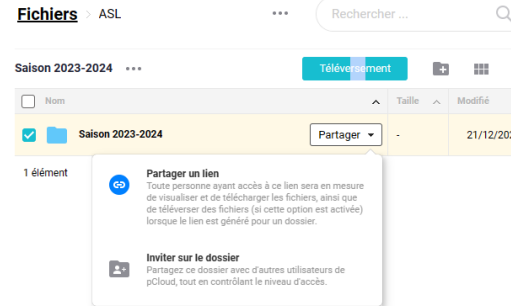 Fichiers > ASL
Rechercher ...
Saison 2023-2024
Téléversement
Nom
Taille
Modifié
Saison 2023-2024
Partager
-
21/12/202
1 élément
Partager un lien
Toute personne ayant accès à ce lien sera en mesure
de visualiser et de télécharger les fichiers, ainsi que
de téléverser des fichiers (si cette option est activée)
lorsque le lien est généré pour un dossier.
Inviter sur le dossier
Partagez ce dossier avec d'autres utilisateurs de
pCloud, tout en contrôlant le niveau d'accès.